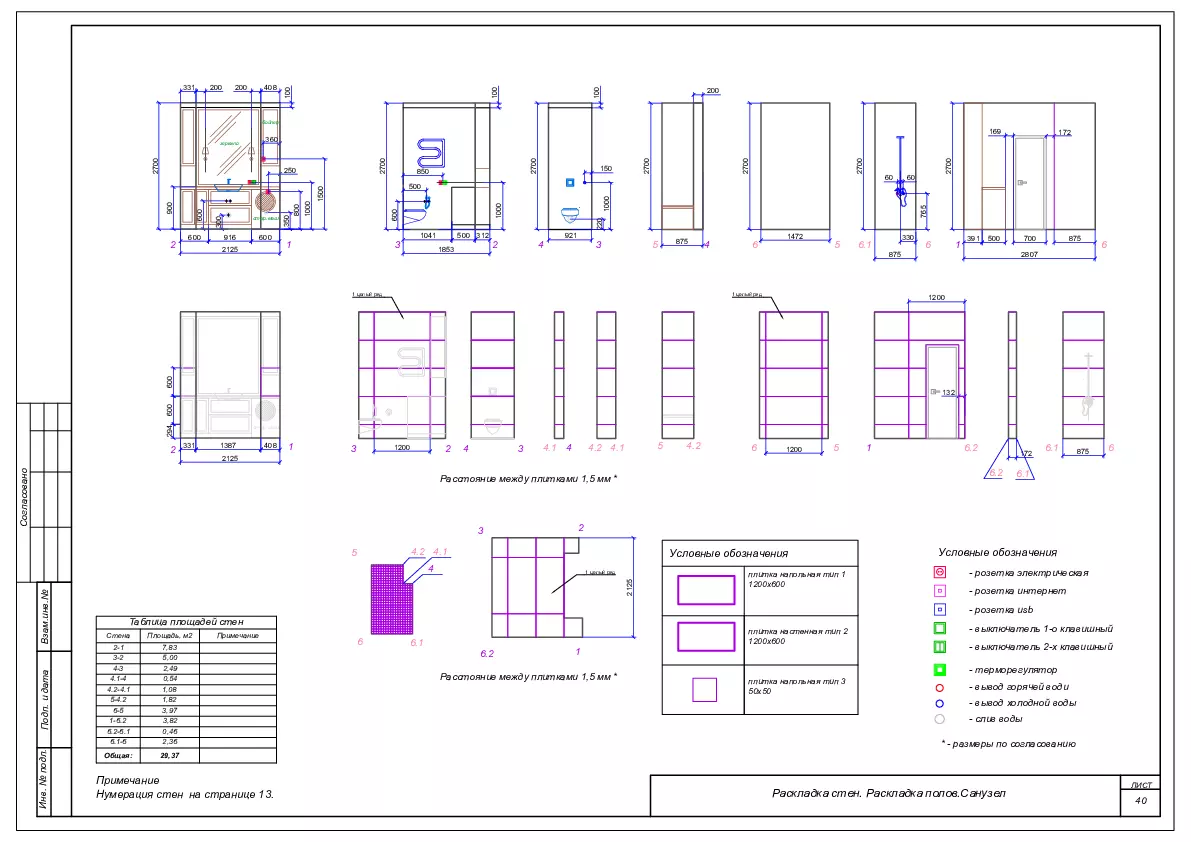 331 200 200 408
100
бойлер
зеркало
360
250
2700
900
600
300
350
800
1000
1500
600 916 600
2 1
2125
100
2700
850
500
600
1000
1041 500 312
3 2
1853
100
2700
150
1000
220
921
4 3
200
2700
875
5 4
2700
1472
6 5
2700
60 60
765
330
6.1 6
875
2700
169 172
391 500 700 875
1 6
2807
600
600
294
331 1387 408
2 1
2125
1 целый ряд
1200
3 2
4 3
4.1 4
4.2 4.1
5 4.2
1 целый ряд
1200
6 5
1200
132
1 6.2
72
6.2 6.1
875
6.1 6
Расстояние между плитками 1,5 мм *
5 4.2 4.1
4
6 6.1
3 2
1 целый ряд
2125
6.2 1
Расстояние между плитками 1,5 мм *
Условные обозначения
плитка напольная тип 1
1200х600
плитка настенная тип 2
1200х600
плитка напольная тип 3
50х50
Условные обозначения
- розетка электрическая
- розетка интернет
- розетка usb
- выключатель 1-о клавишный
- выключатель 2-х клавишный
- терморегулятор
- вывод горячей води
- вывод холодной воды
- слив воды
* - размеры по согласованию
Таблица площадей стен
Стена Площадь, м2 Примечание
2-1 7,83
3-2 5,00
4-3 2,49
4.1-4 0,54
4.2-4.1 1,08
5-4.2 1,82
6-5 3,97
1-6.2 3,82
6.2-6.1 0,46
6.1-6 2,36
Общая: 29,37
Примечание
Нумерация стен на странице 13.
Согласовано
Взам.инв.№
Подп. и дата
Инв. № подл.
Раскладка стен. Раскладка полов.Санузел
ЛИСТ
40